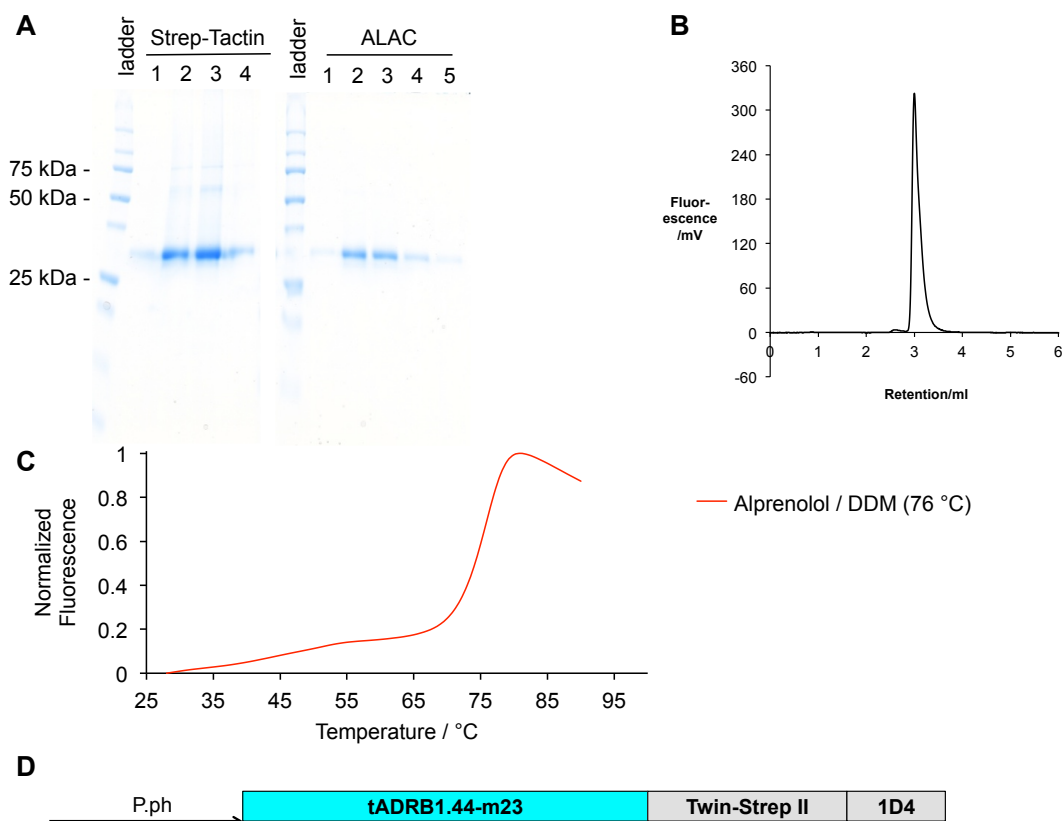 A
ladder
Strep-Tactin
1 2 3 4
ladder
ALAC
1 2 3 4 5
75 kDa -
50 kDa -
25 kDa -
B
360
300
240
180
120
60
0
-60
Fluor-
escence
/mV
0 1 2 3 4 5 6
Retention/ml
C
1
0.8
0.6
0.4
0.2
0
Normalized
Fluorescence
25 35 45 55 65 75 85 95
Temperature / °C
Alprenolol / DDM (76 °C)
D
P.ph
tADRB1.44-m23
Twin-Strep II
1D4